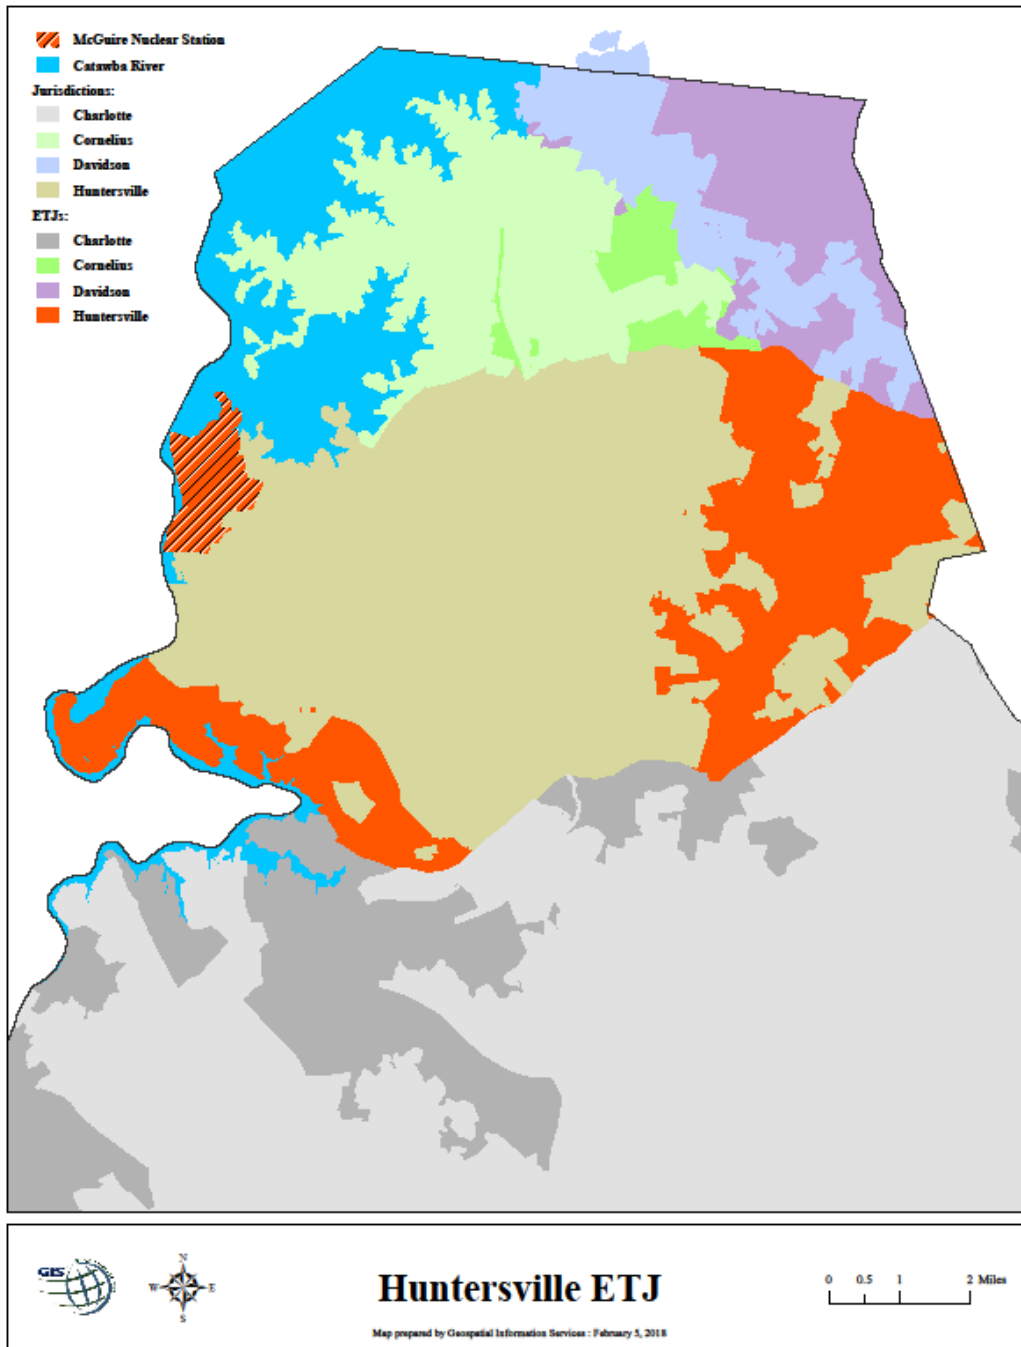 McGuire Nuclear Station
Catawba River
Jurisdictions:
Charlotte
Cornelius
Davidson
Huntersville
ETJs:
Charlotte
Cornelius
Davidson
Huntersville
GIS
N
W E
S
Huntersville ETJ
Map prepared by Geospatial Information Services : February 5, 2018
0 0.5 1 2 Miles